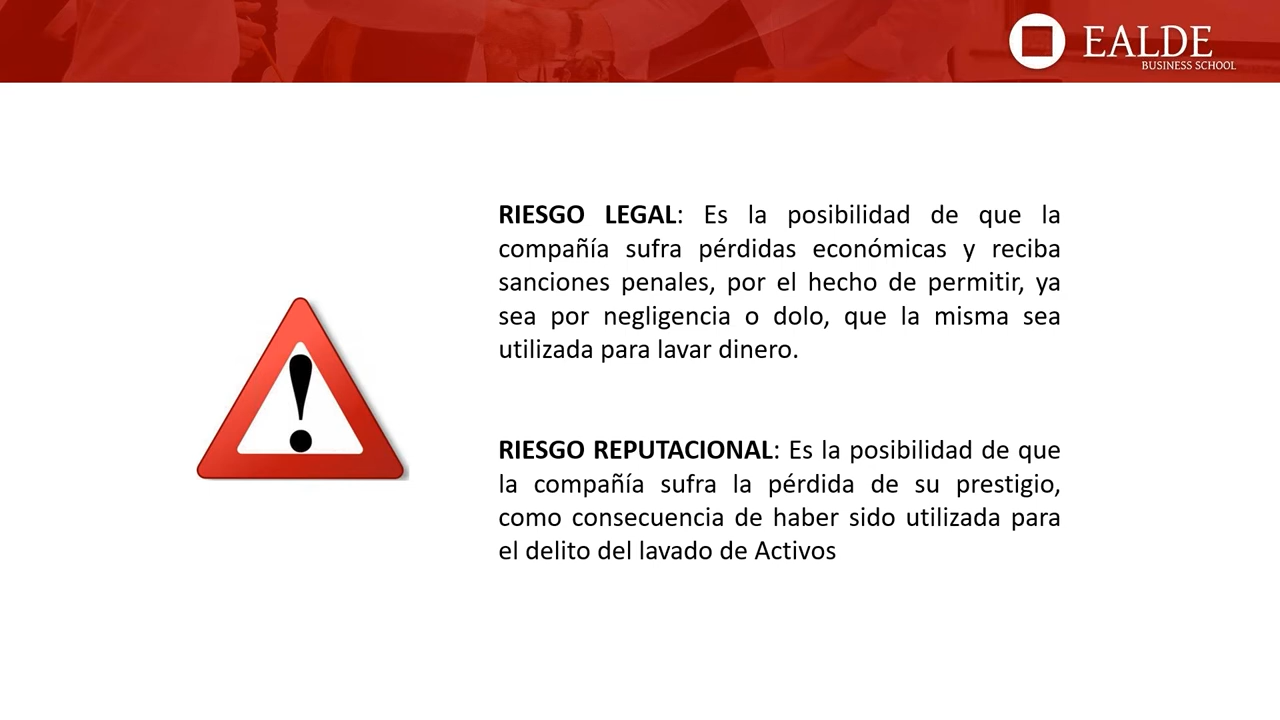 EALDE
BUSINESS SCHOOL
RIESGO LEGAL: Es la posibilidad de que la
compañía sufra pérdidas económicas y reciba
sanciones penales, por el hecho de permitir, ya
sea por negligencia o dolo, que la misma sea
utilizada para lavar dinero.
RIESGO REPUTACIONAL: Es la posibilidad de que
la compañía sufra la pérdida de su prestigio,
como consecuencia de haber sido utilizada para
el delito del lavado de Activos